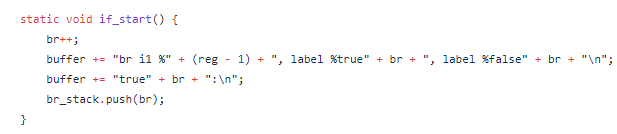 static void if_start() {
br++;
buffer += "br i1 %" + (reg - 1) + ", label %true" + br + ", label %false" + br + "\n";
buffer += "true" + br + ":\n";
br_stack.push(br);
}